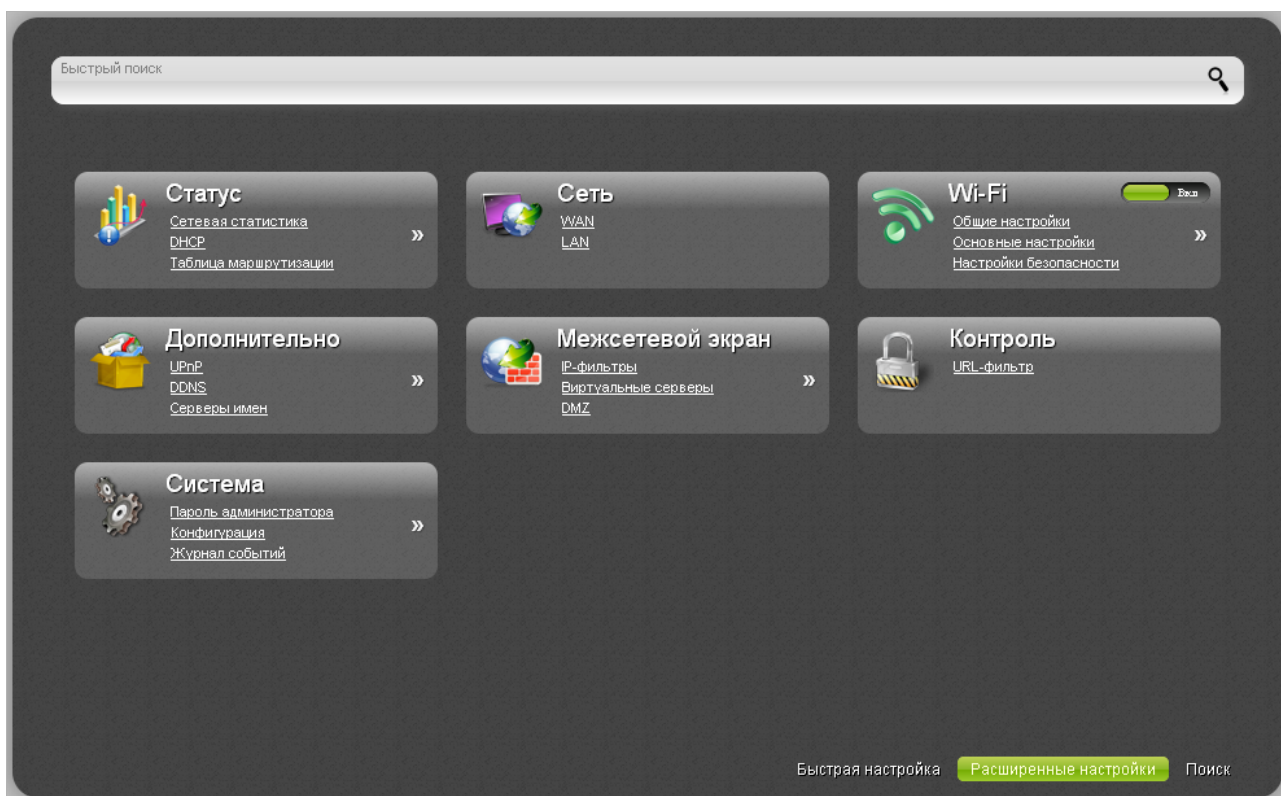 Быстрый поиск
Статус
Сетевая статистика
DHCP
Таблица маршрутизации
Сеть
WAN
LAN
Wi-Fi
Вкл
Общие настройки
Основные настройки
Настройки безопасности
Дополнительно
UPnP
DDNS
Серверы имен
Межсетевой экран
IP-фильтры
Виртуальные серверы
DMZ
Контроль
URL-фильтр
Система
Пароль администратора
Конфигурация
Журнал событий
Быстрая настройка Расширенные настройки Поиск